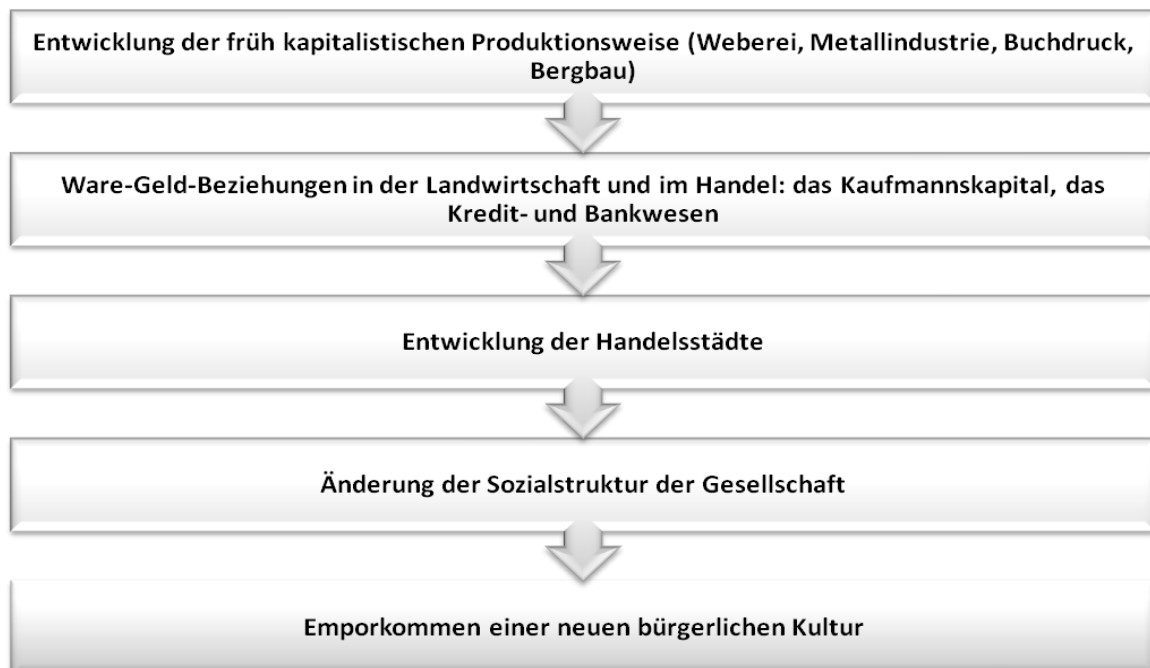 Entwicklung der früh kapitalistischen Produktionsweise (Weberei, Metallindustrie, Buchdruck,
Bergbau)
Ware-Geld-Beziehungen in der Landwirtschaft und im Handel: das Kaufmannskapital, das
Kredit- und Bankwesen
Entwicklung der Handelsstädte
Änderung der Sozialstruktur der Gesellschaft
Emporkommen einer neuen bürgerlichen Kultur